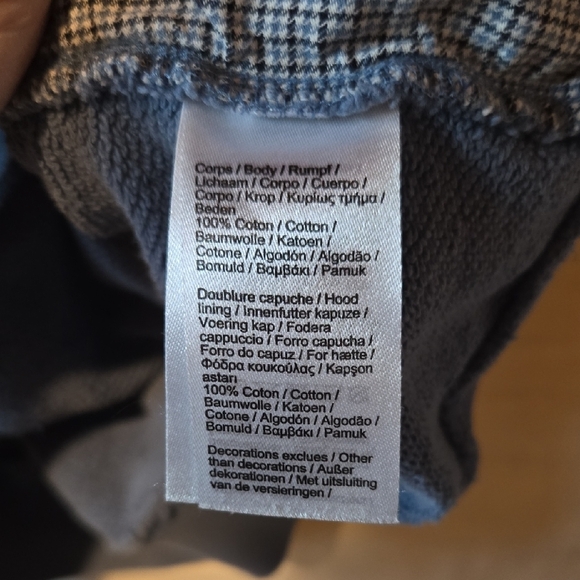 Corps / Body / Rumpf /
Lichaam / Corpo / Cuerpo /
Corpo / Krop / Κυρίως τμήμα /
Beden
100% Coton / Cotton /
Baumwolle / Katoen /
Cotone / Algodón / Algodão /
Bomuld / Βαμβάκι / Pamuk
Doublure capuche / Hood
lining / Innenfutter kapuze /
Voering kap / Fodera
cappuccio / Forro capucha /
Forro do capuz / For hætte /
Φόδρα κουκούλας / Kapşon
astarı
100% Coton / Cotton /
Baumwolle / Katoen /
Cotone / Algodón / Algodão /
Bomuld / Βαμβάκι / Pamuk
Decorations exclues / Other
than decorations / Außer
dekorationen / Met uitsluiting
van de versieringen /